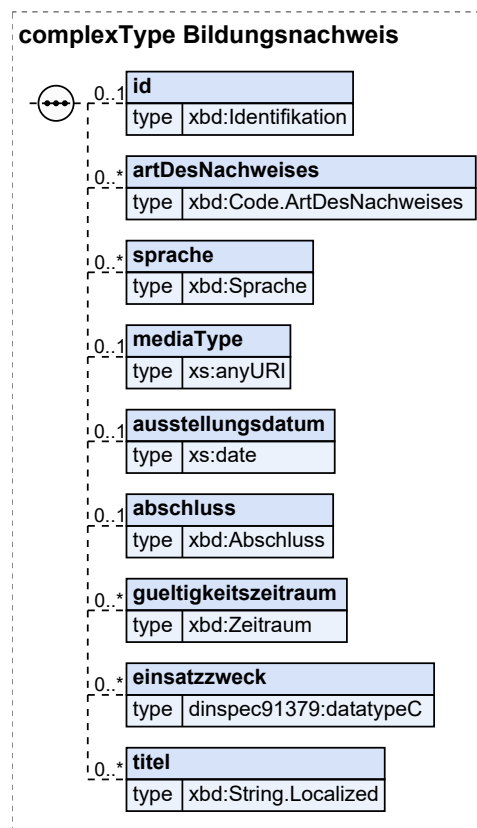 complexType Bildungsnachweis
0..1 id
type xbd:Identifikation
0..* artDesNachweises
type xbd:Code.ArtDesNachweises
0..* sprache
type xbd:Sprache
0..1 mediaType
type xs:anyURI
0..1 ausstellungsdatum
type xs:date
0..1 abschluss
type xbd:Abschluss
0..* gueltigkeitszeitraum
type xbd:Zeitraum
0..* einsatzzweck
type dinspec91379:datatypeC
0..* titel
type xbd:String.Localized